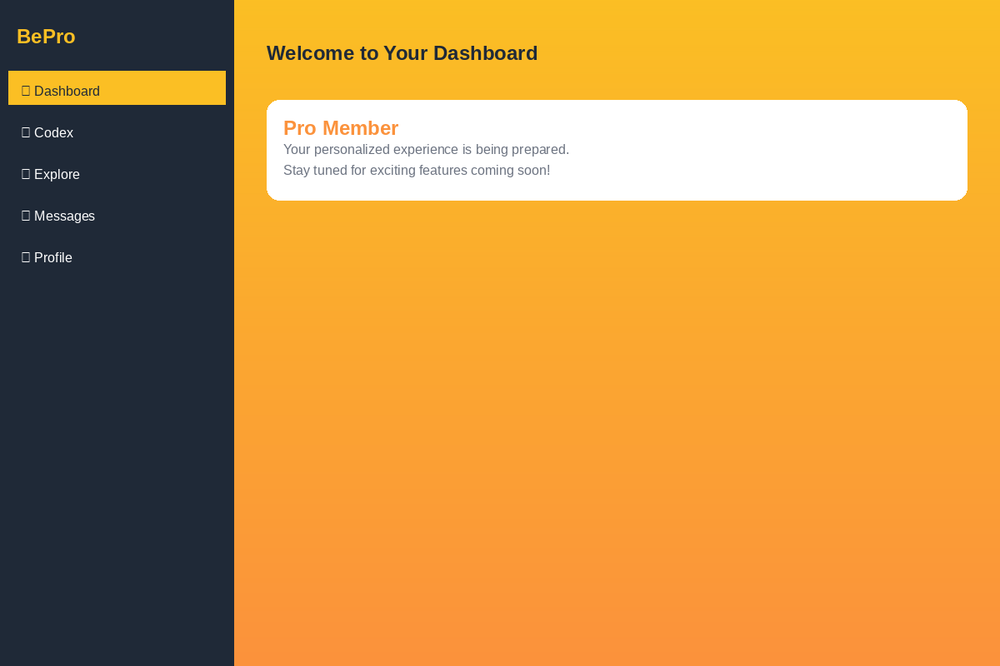 BePro
Dashboard
Codex
Explore
Messages
Profile
Welcome to Your Dashboard
Pro Member
Your personalized experience is being prepared.
Stay tuned for exciting features coming soon!